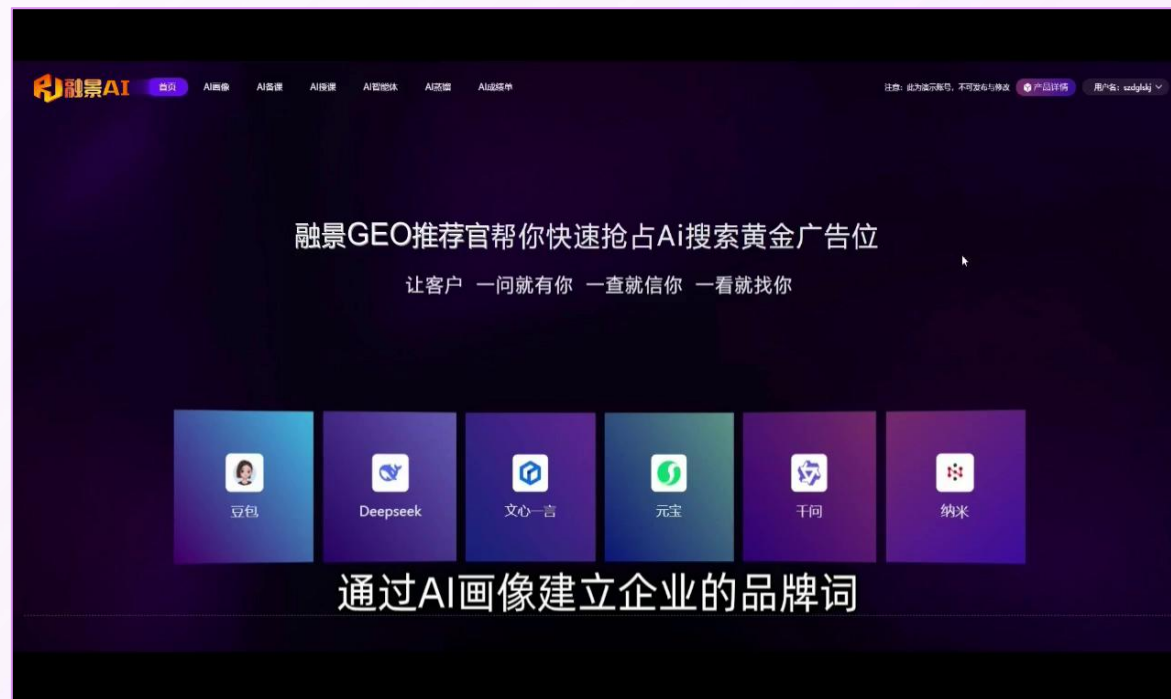 融景AI 首页 AI画像 AI备课 AI授课 AI智能体 AI蒸馏 AI成绩单 注意:此为演示账号,不可发布与修改 产品详情 用户名:szdglskj
融景GEO推荐官帮你快速抢占Ai搜索黄金广告位
让客户 一问就有你 一查就信你 一看就找你
豆包 Deepseek 文心一言 元宝 千问 纳米
通过AI画像建立企业的品牌词